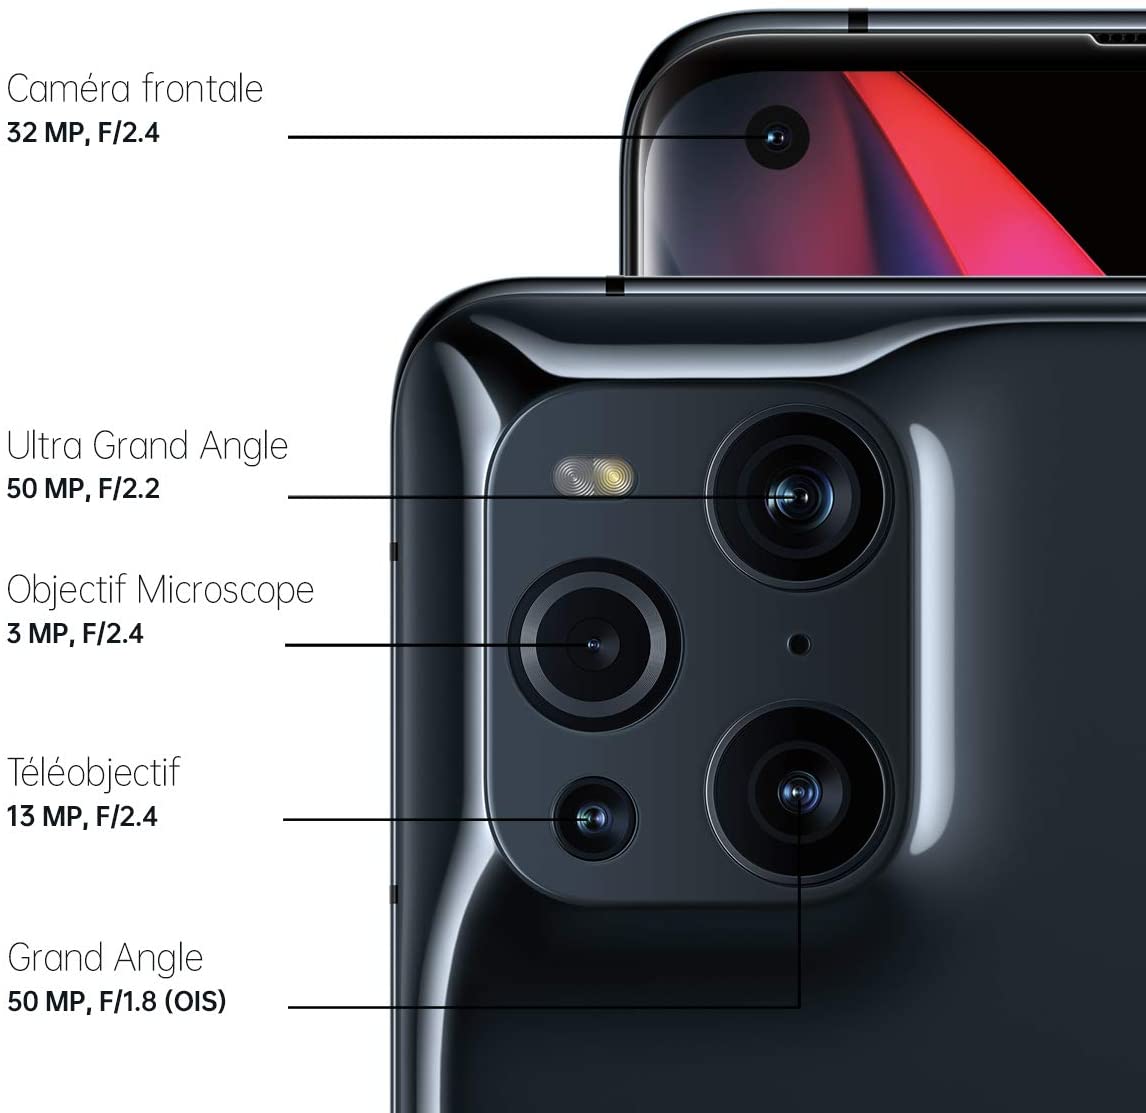 Caméra frontale
32 MP, F/2.4
Ultra Grand Angle
50 MP, F/2.2
Objectif Microscope
3 MP, F/2.4
Téléobjectif
13 MP, F/2.4
Grand Angle
50 MP, F/1.8 (OIS)